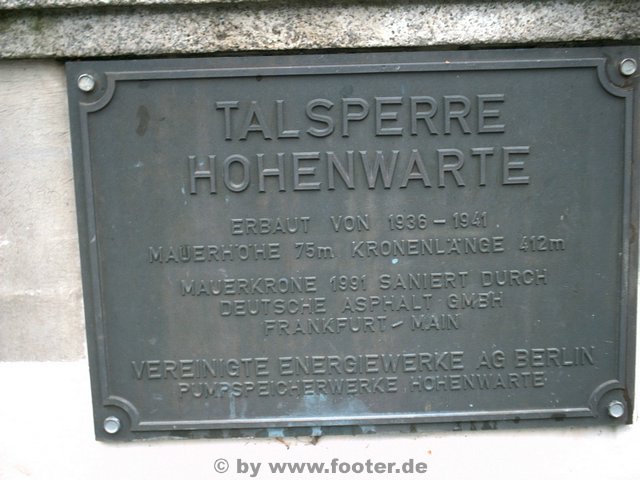 TALSPERRE
HOHENWARTE
ERBAUT VON 1936 - 1941
MAUERHÖHE 75m KRONENLÄNGE 412m
MAUERKRONE 1991 SANIERT DURCH
DEUTSCHE ASPHALT GMBH
FRANKFURT - MAIN
VEREINIGTE ENERGIEWERKE AG BERLIN
PUMPSPEICHERWERKE HOHENWARTE
© by www.footer.de